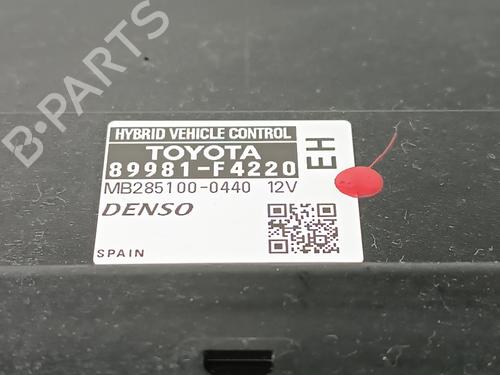 B-PARTS
HYBRID VEHICLE CONTROL
TOYOTA
89981-F4220
EH
MB285100-0440 12V
DENSO
SPAIN